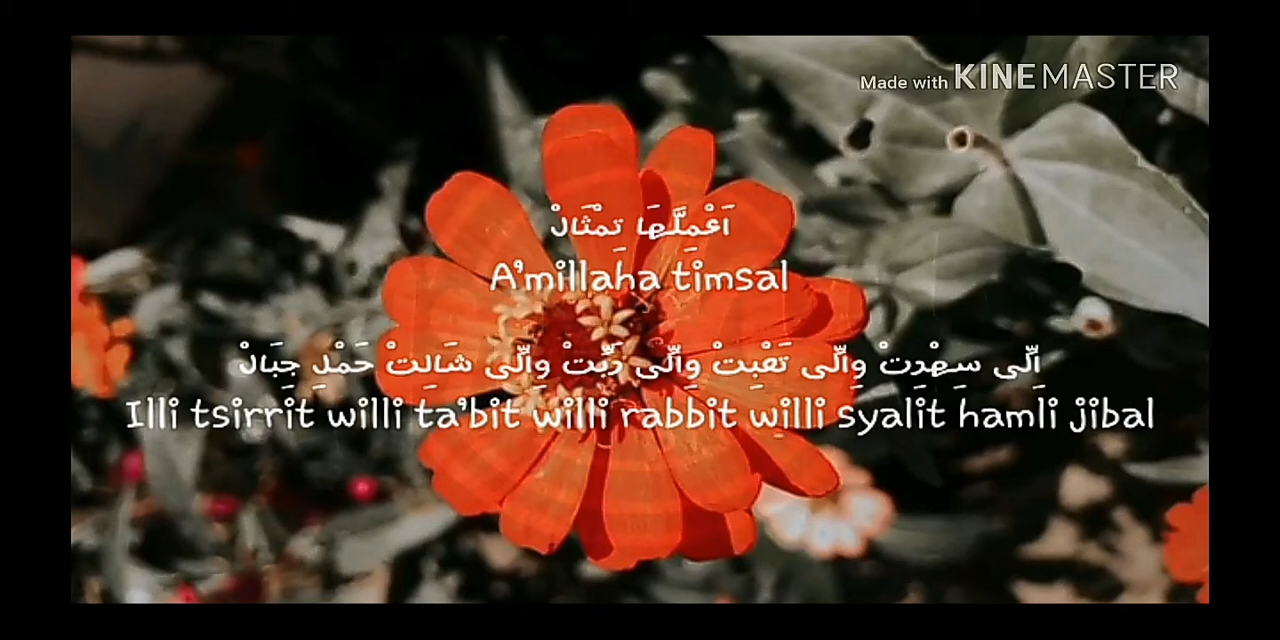 Made with KINEMASTER
اَعْمِلَّهَا تِمْثَالْ
A'millaha timsal
اِلِّى سِهْرِتْ وِالِّى تَعْبِتْ وِالِّى رَبِّتْ وِالِّى شَالِتْ حَمْلِ جِبَالْ
Illi tsirrit willi ta'bit willi rabbit willi syalit hamli jibal